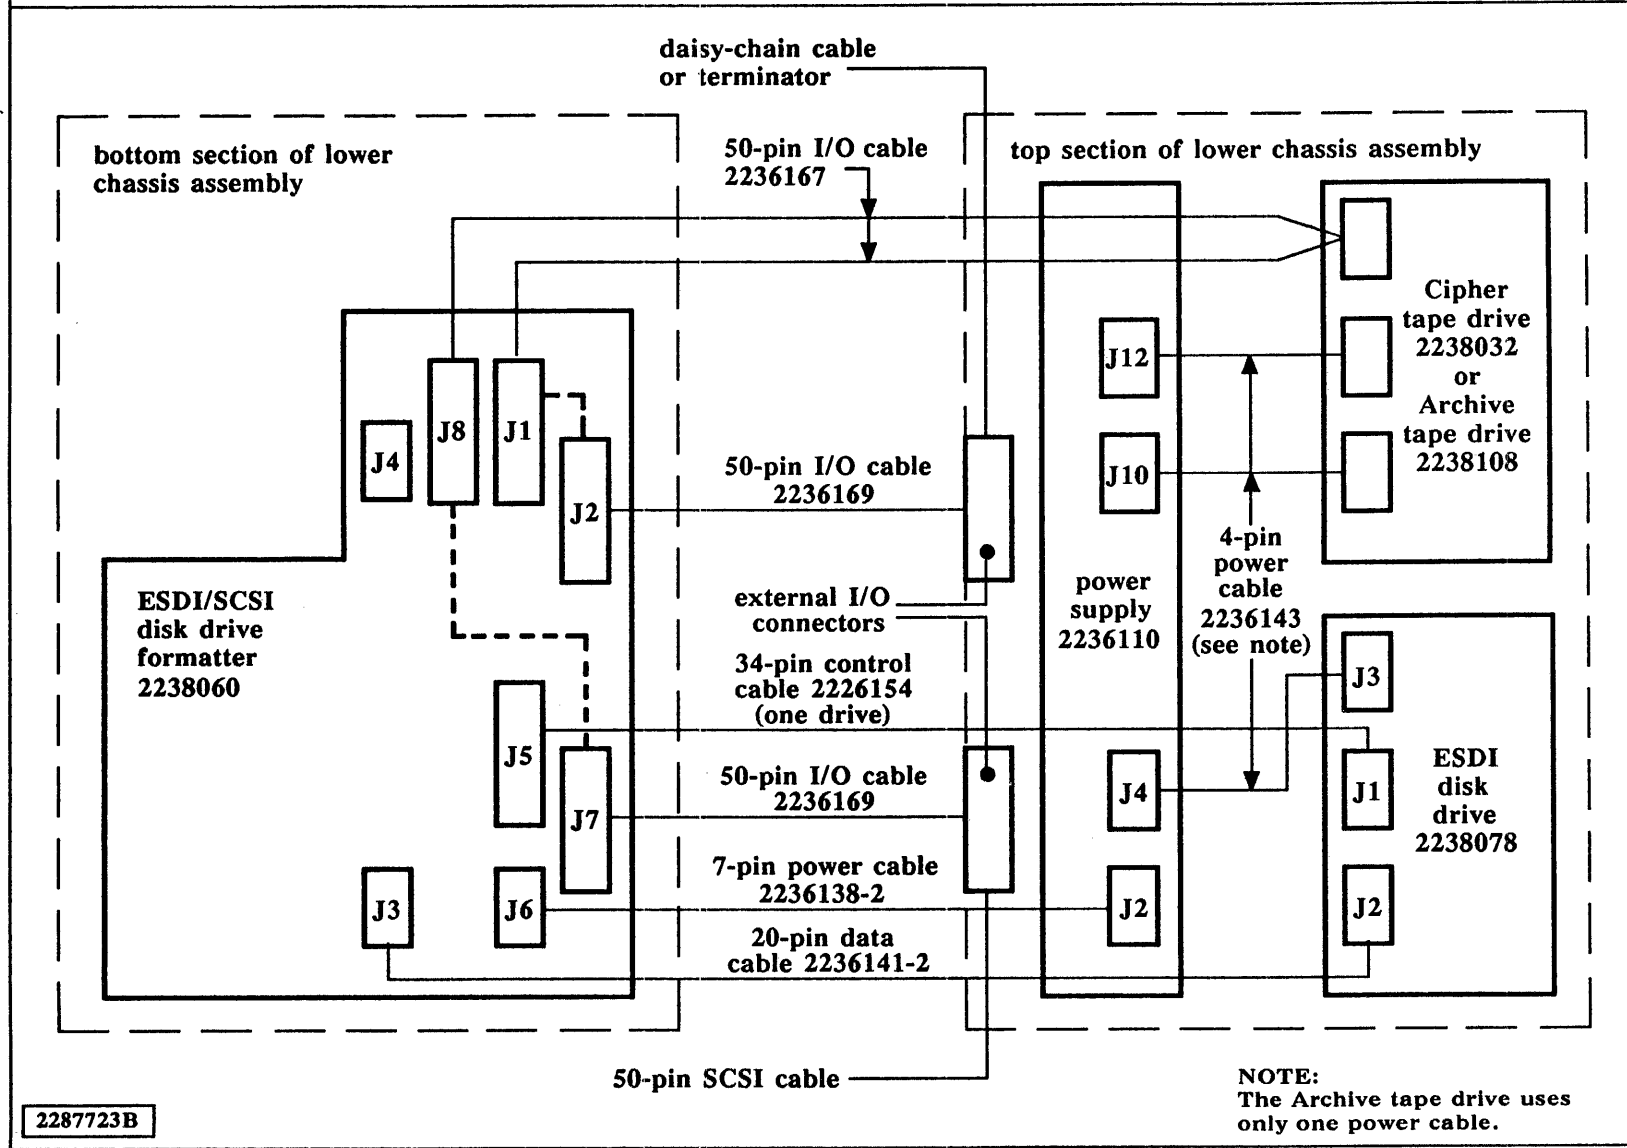 daisy-chain cable
or terminator
bottom section of lower
chassis assembly
50-pin I/O cable
2236167
top section of lower chassis assembly
Cipher
tape drive
2238032
or
Archive
tape drive
2238108
J12
J10
J8
J1
J4
J2
50-pin I/O cable
2236169
4-pin
power
cable
2236143
(see note)
power
supply
2236110
external I/O
connectors
ESDI/SCSI
disk drive
formatter
2238060
34-pin control
cable 2226154
(one drive)
J3
J5
J7
50-pin I/O cable
2236169
J4
J1
ESDI
disk
drive
2238078
7-pin power cable
2236138-2
J3
J6
J2
J2
20-pin data
cable 2236141-2
50-pin SCSI cable
NOTE:
The Archive tape drive uses
only one power cable.
2287723B